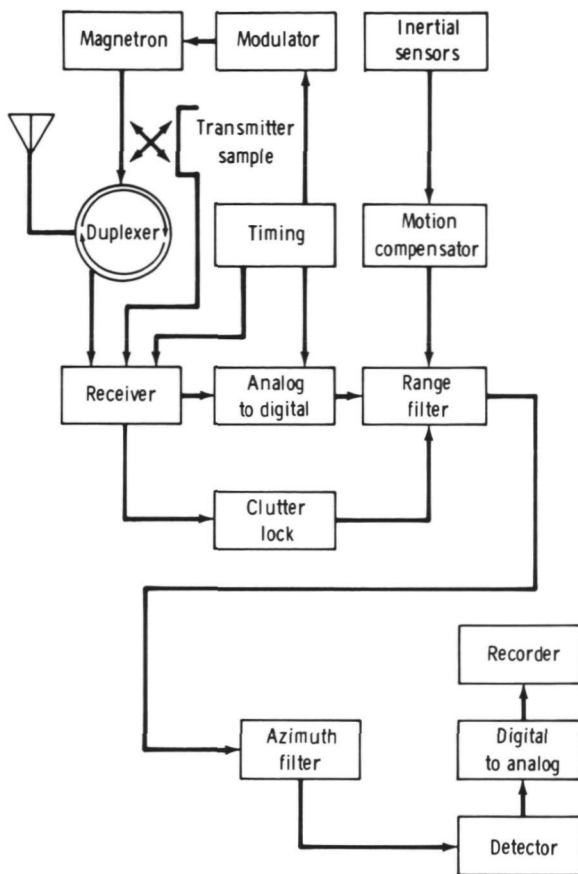 Magnetron
Modulator
Inertial
sensors
Transmitter
sample
Duplexer
Timing
Motion
compensator
Receiver
Analog
to digital
Range
filter
Clutter
lock
Recorder
Azimuth
filter
Digital
to analog
Detector